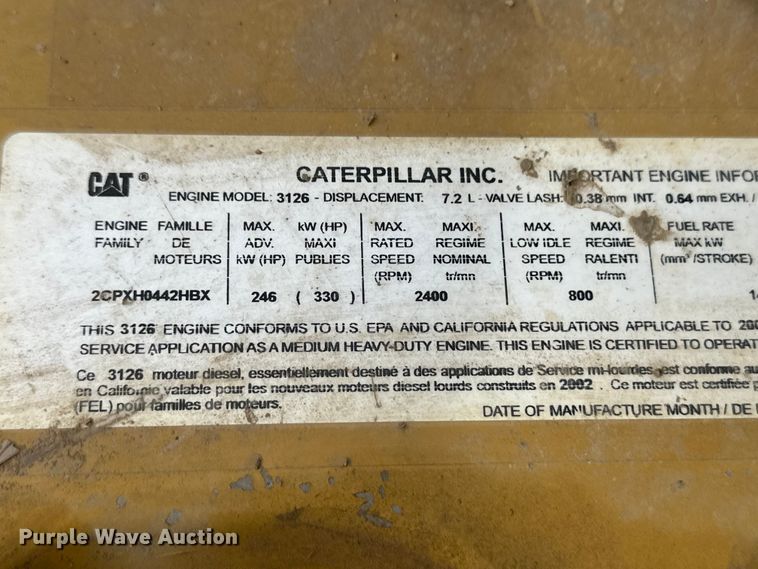 CAT ® CATERPILLAR INC. IMPORTANT ENGINE INFOR
ENGINE MODEL: 3126 - DISPLACEMENT: 7.2 L - VALVE LASH: 0.38 mm INT. 0.64 mm EXH. /
ENGINE FAMILLE MAX. kW (HP) MAX. MAXI. MAX. MAXI. FUEL RATE
FAMILY DE ADV. MAXI RATED REGIME LOW IDLE REGIME MAX kW
MOTEURS kW (HP) PUBLIES SPEED NOMINAL SPEED RALENTI (mm³/STROKE)
(RPM) tr/mn (RPM) tr/mn
2CPXH0442HBX 246 ( 330 ) 2400 800
THIS 3126 ENGINE CONFORMS TO U.S. EPA AND CALIFORNIA REGULATIONS APPLICABLE TO 200
SERVICE APPLICATION AS A MEDIUM HEAVY-DUTY ENGINE. THIS ENGINE IS CERTIFIED TO OPERAT
Ce 3126 moteur diesel, essentiellement destiné à des applications de Service mi-lourdes, est conforme au
en Californie valable pour les nouveaux moteurs diesel lourds construits en 2002 . Ce moteur est certifiée p
(FEL) pour familles de moteurs.
DATE OF MANUFACTURE MONTH / DE
Purple Wave Auction